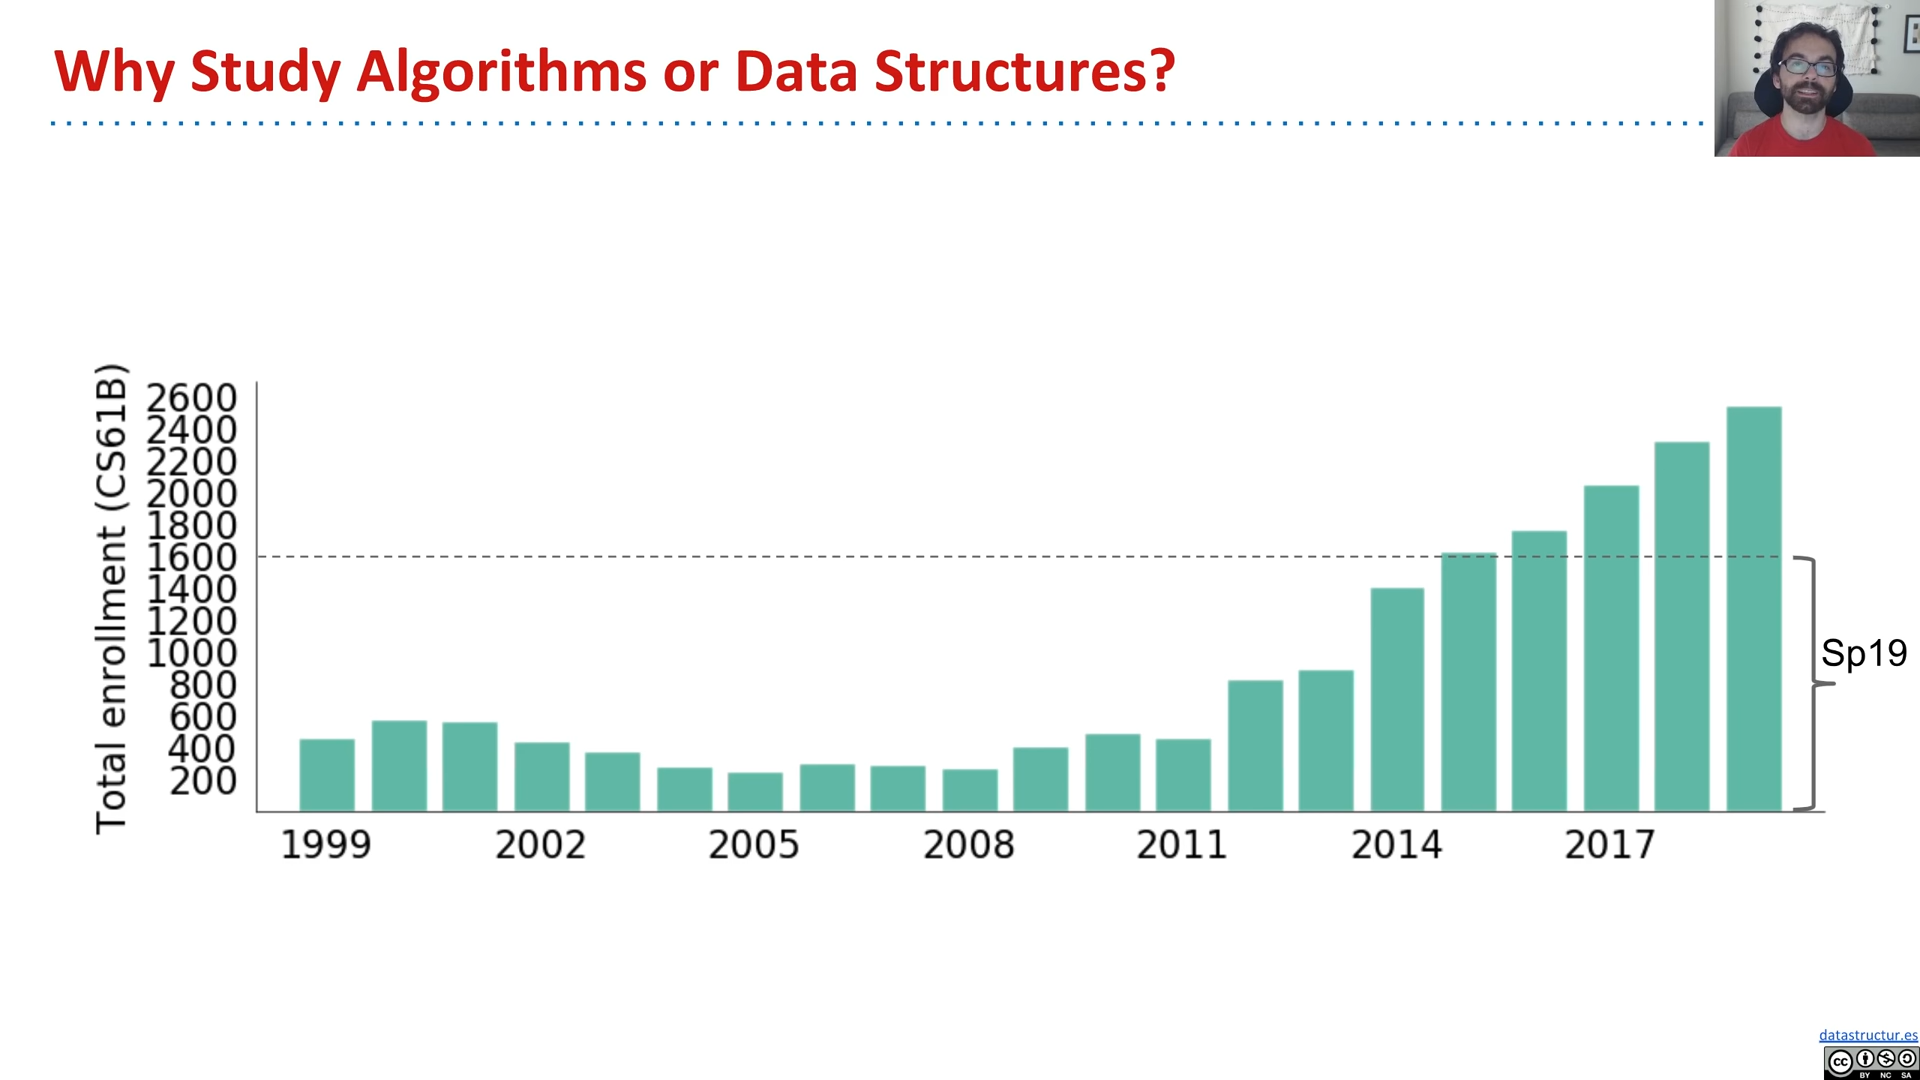 Why Study Algorithms or Data Structures?
Total enrollment (CS61B)
2600
2400
2200
2000
1800
1600
1400
1200
1000
800
600
400
200
Sp19
1999 2002 2005 2008 2011 2014 2017
datastructur.es
cc
BY NC SA